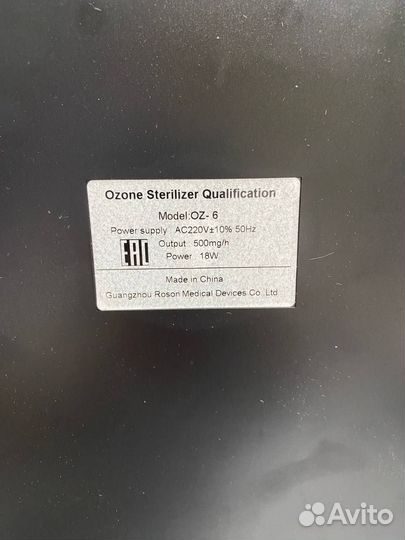 Ozone Sterilizer Qualification
Model:OZ- 6
Power supply : AC220V±10% 50Hz
EAC
Output : 500mg/h
Power : 18W
Made in China
Guangzhou Roson Medical Devices Co.,Ltd
Avito